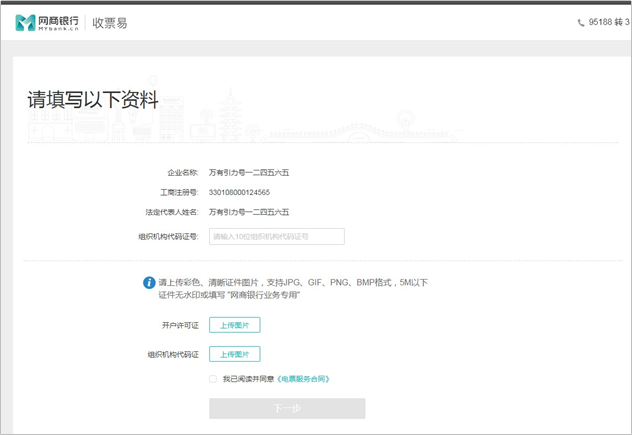 网商银行 收票易 95188 转 3
MYbank.cn
请填写以下资料
企业名称: 万有引力号一二四五六五
工商注册号: 330108000124565
法定代表人姓名: 万有引力号一二四五六五
组织机构代码证号: 请输入10位组织机构代码证号
请上传彩色、清晰证件图片，支持JPG、GIF、PNG、BMP格式，5M以下
证件无水印或填写 "网商银行业务专用"
开户许可证 上传图片
组织机构代码证 上传图片
我已阅读并同意《电票服务合同》
下一步